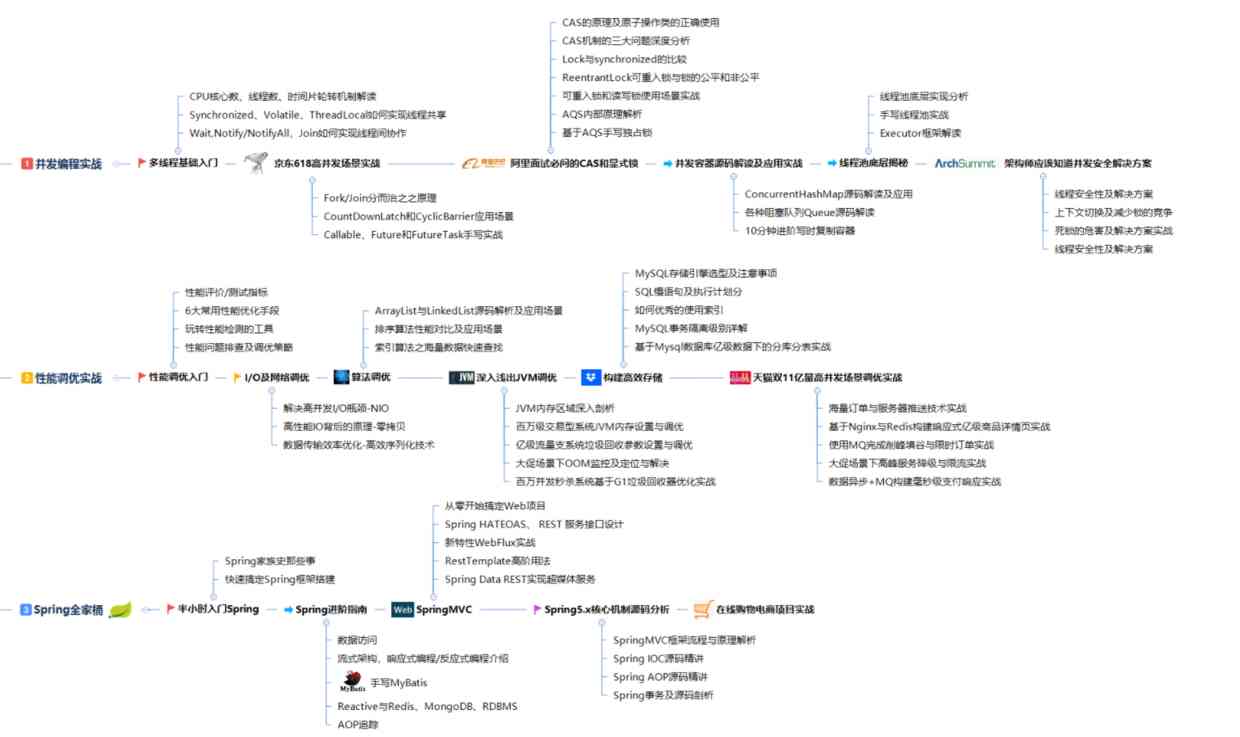 CAS的原理及原子操作类的正确使用
CAS机制的三大问题深度分析
Lock与synchronized的比较
ReentrantLock可重入锁与锁的公平和非公平
可重入锁和读写锁使用场景实战
AQS内部原理解析
基于AQS手写独占锁
CPU核心数、线程数、时间片轮转机制解读
Synchronized、Volatile、ThreadLocal如何实现线程共享
Wait,Notify/NotifyAll、Join如何实现线程间协作
线程池底层实现分析
手写线程池实战
Executor框架解读
1 并发编程实战
多线程基础入门
京东618高并发场景实战
阿里面试必问的CAS和显式锁
并发容器源码解读及应用实战
线程池底层揭秘
ArchSummit 架构师应该知道并发安全解决方案
Fork/Join分而治之之原理
CountDownLatch和CyclicBarrier应用场景
Callable、Future和FutureTask手写实战
ConcurrentHashMap源码解读及应用
各种阻塞队列Queue源码解读
10分钟进阶写时复制容器
线程安全性及解决方案
上下文切换及减少锁的竞争
死锁的危害及解决方案实战
线程安全性及解决方案
MySQL存储引擎选型及注意事项
SQL慢语句及执行计划分
如何优秀的使用索引
MySQL事务隔离级别详解
基于Mysql数据库亿级数据下的分库分表实战
性能评价/测试指标
6大常用性能优化手段
玩转性能检测的工具
性能问题排查及调优策略
ArrayList与LinkedList源码解析及应用场景
排序算法性能对比及应用场景
索引算法之海量数据快速查找
2 性能调优实战
性能调优入门
I/O及网络调优
算法调优
JVM 深入浅出JVM调优
构建高效存储
天猫双11亿量高并发场景调优实战
解决高并发I/O瓶颈-NIO
高性能IO背后的原理-零拷贝
数据传输效率优化-高效序列化技术
JVM内存区域深入剖析
百万级交易型系统JVM内存设置与调优
亿级流量支系统垃圾回收参数设置与调优
大促场景下OOM监控及定位与解决
百万并发秒杀系统基于G1垃圾回收器优化实战
海量订单与服务器推送技术实战
基于Nginx与Redis构建响应式亿级商品详情页实战
使用MQ完成削峰填谷与限时订单实战
大促场景下高峰服务降级与限流实战
数据异步+MQ构建毫秒级支付响应实战
从零开始搞定Web项目
Spring HATEOAS、 REST 服务接口设计
新特性WebFlux实战
RestTemplate高阶用法
Spring Data REST实现超媒体服务
Spring家族史那些事
快速搞定Spring框架搭建
3 Spring全家桶
半小时入门Spring
Spring进阶指南
Web SpringMVC
Spring5.x核心机制源码分析
在线购物电商项目实战
数据访问
流式架构、响应式编程/反应式编程介绍
MyBatis 手写MyBatis
Reactive与Redis、MongoDB、RDBMS
AOP追踪
SpringMVC框架流程与原理解析
Spring IOC源码精讲
Spring AOP源码精讲
Spring事务及源码剖析